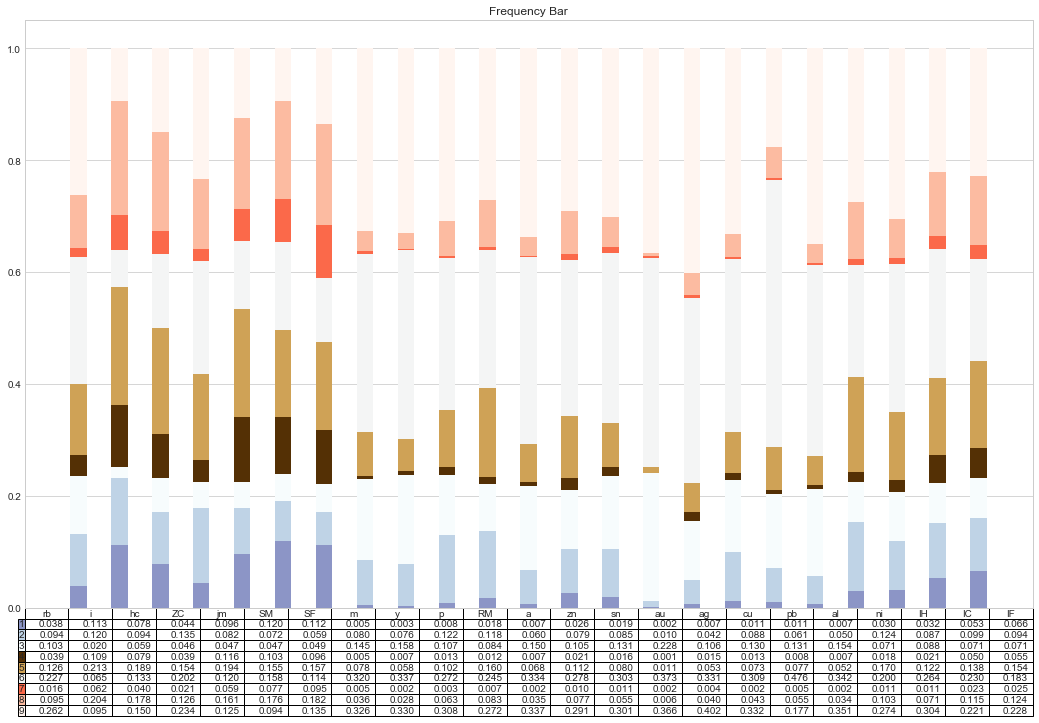 Frequency Bar
1.0
0.8
0.6
0.4
0.2
0.0
rb i hc ZC jm SM SF m y p RM a zn sn au ag cu pb al ni IH IC IF
1 0.038 0.113 0.078 0.044 0.096 0.120 0.112 0.005 0.003 0.008 0.018 0.007 0.026 0.019 0.002 0.007 0.011 0.011 0.007 0.030 0.032 0.053 0.066
2 0.094 0.120 0.094 0.135 0.082 0.072 0.059 0.080 0.076 0.122 0.118 0.060 0.079 0.085 0.010 0.042 0.088 0.061 0.050 0.124 0.087 0.099 0.094
3 0.103 0.020 0.059 0.046 0.047 0.047 0.049 0.145 0.158 0.107 0.084 0.150 0.105 0.131 0.228 0.106 0.130 0.131 0.154 0.071 0.088 0.071 0.071
0.039 0.109 0.079 0.039 0.116 0.103 0.096 0.005 0.007 0.013 0.012 0.007 0.021 0.016 0.001 0.015 0.013 0.008 0.007 0.018 0.021 0.050 0.055
5 0.126 0.213 0.189 0.154 0.194 0.155 0.157 0.078 0.058 0.102 0.160 0.068 0.112 0.080 0.011 0.053 0.073 0.077 0.052 0.170 0.122 0.138 0.154
6 0.227 0.065 0.133 0.202 0.120 0.158 0.114 0.320 0.337 0.272 0.245 0.334 0.278 0.303 0.373 0.331 0.309 0.476 0.342 0.200 0.264 0.230 0.183
7 0.016 0.062 0.040 0.021 0.059 0.077 0.095 0.005 0.002 0.003 0.007 0.002 0.010 0.011 0.002 0.004 0.002 0.005 0.002 0.011 0.011 0.023 0.025
8 0.095 0.204 0.178 0.126 0.161 0.176 0.182 0.036 0.028 0.063 0.083 0.035 0.077 0.055 0.006 0.040 0.043 0.055 0.034 0.103 0.071 0.115 0.124
9 0.262 0.095 0.150 0.234 0.125 0.094 0.135 0.326 0.330 0.308 0.272 0.337 0.291 0.301 0.366 0.402 0.332 0.177 0.351 0.274 0.304 0.221 0.228